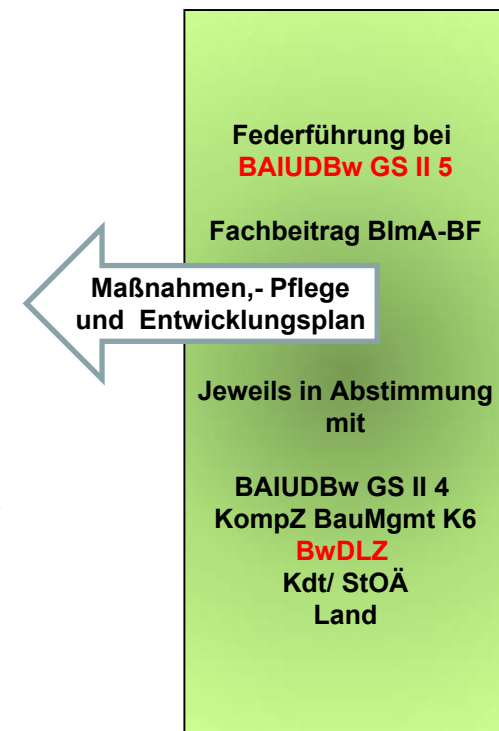 Federführung bei
BAIUDBw GS II 5
Fachbeitrag BImA-BF
Maßnahmen,- Pflege
und Entwicklungsplan
Jeweils in Abstimmung
mit
BAIUDBw GS II 4
KompZ BauMgmt K6
BwDLZ
Kdt/ StOÄ
Land